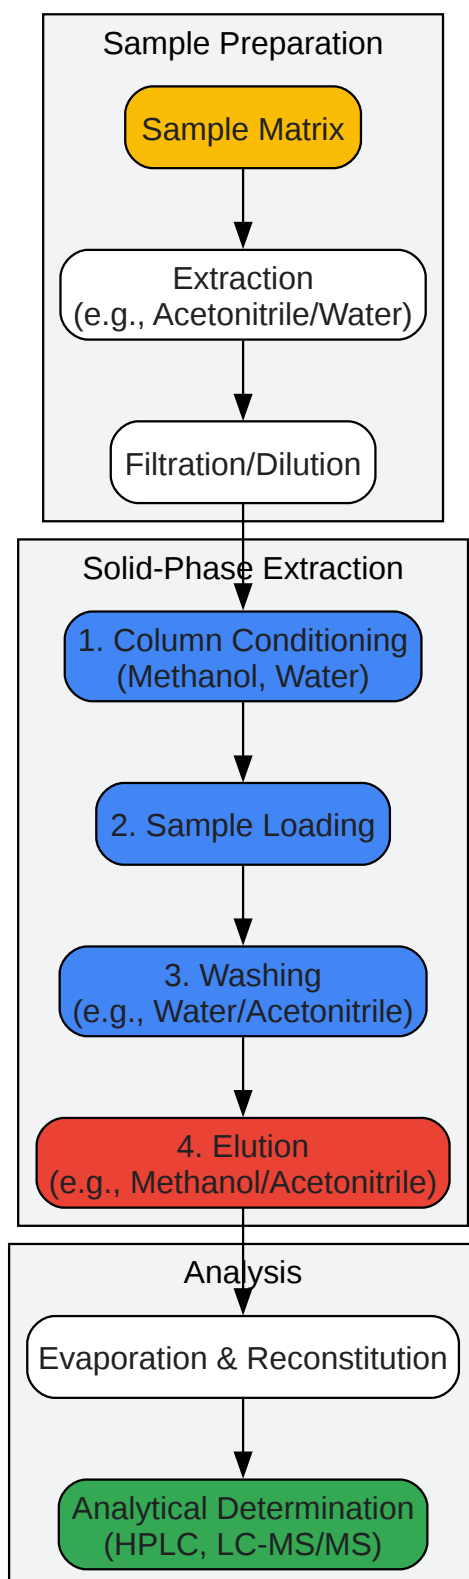 Sample Preparation
Sample Matrix
Extraction
(e.g., Acetonitrile/Water)
Filtration/Dilution
Solid-Phase Extraction
1. Column Conditioning
(Methanol, Water)
2. Sample Loading
3. Washing
(e.g., Water/Acetonitrile)
4. Elution
(e.g., Methanol/Acetonitrile)
Analysis
Evaporation & Reconstitution
Analytical Determination
(HPLC, LC-MS/MS)